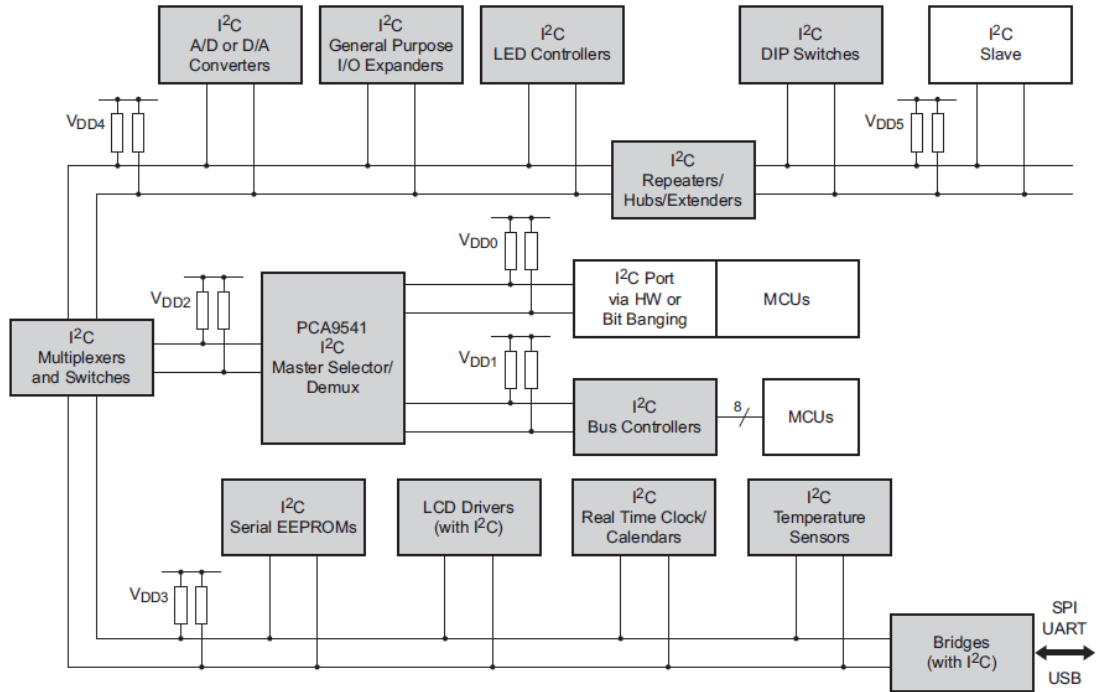 I²C
A/D or D/A
Converters
I²C
General Purpose
I/O Expanders
I²C
LED Controllers
I²C
DIP Switches
I²C
Slave
VDD4
VDD5
I²C
Repeaters/
Hubs/Extenders
VDD0
VDD2
I²C Port
via HW or
Bit Banging
MCUs
PCA9541
I²C
Master Selector/
Demux
I²C
Multiplexers
and Switches
VDD1
I²C
Bus Controllers
8
MCUs
I²C
Serial EEPROMs
LCD Drivers
(with I²C)
I²C
Real Time Clock/
Calendars
I²C
Temperature
Sensors
VDD3
Bridges
(with I²C)
SPI
UART
USB